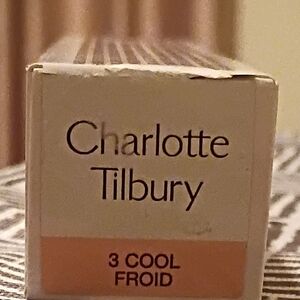 Charlotte
Tilbury
3 COOL
FROID